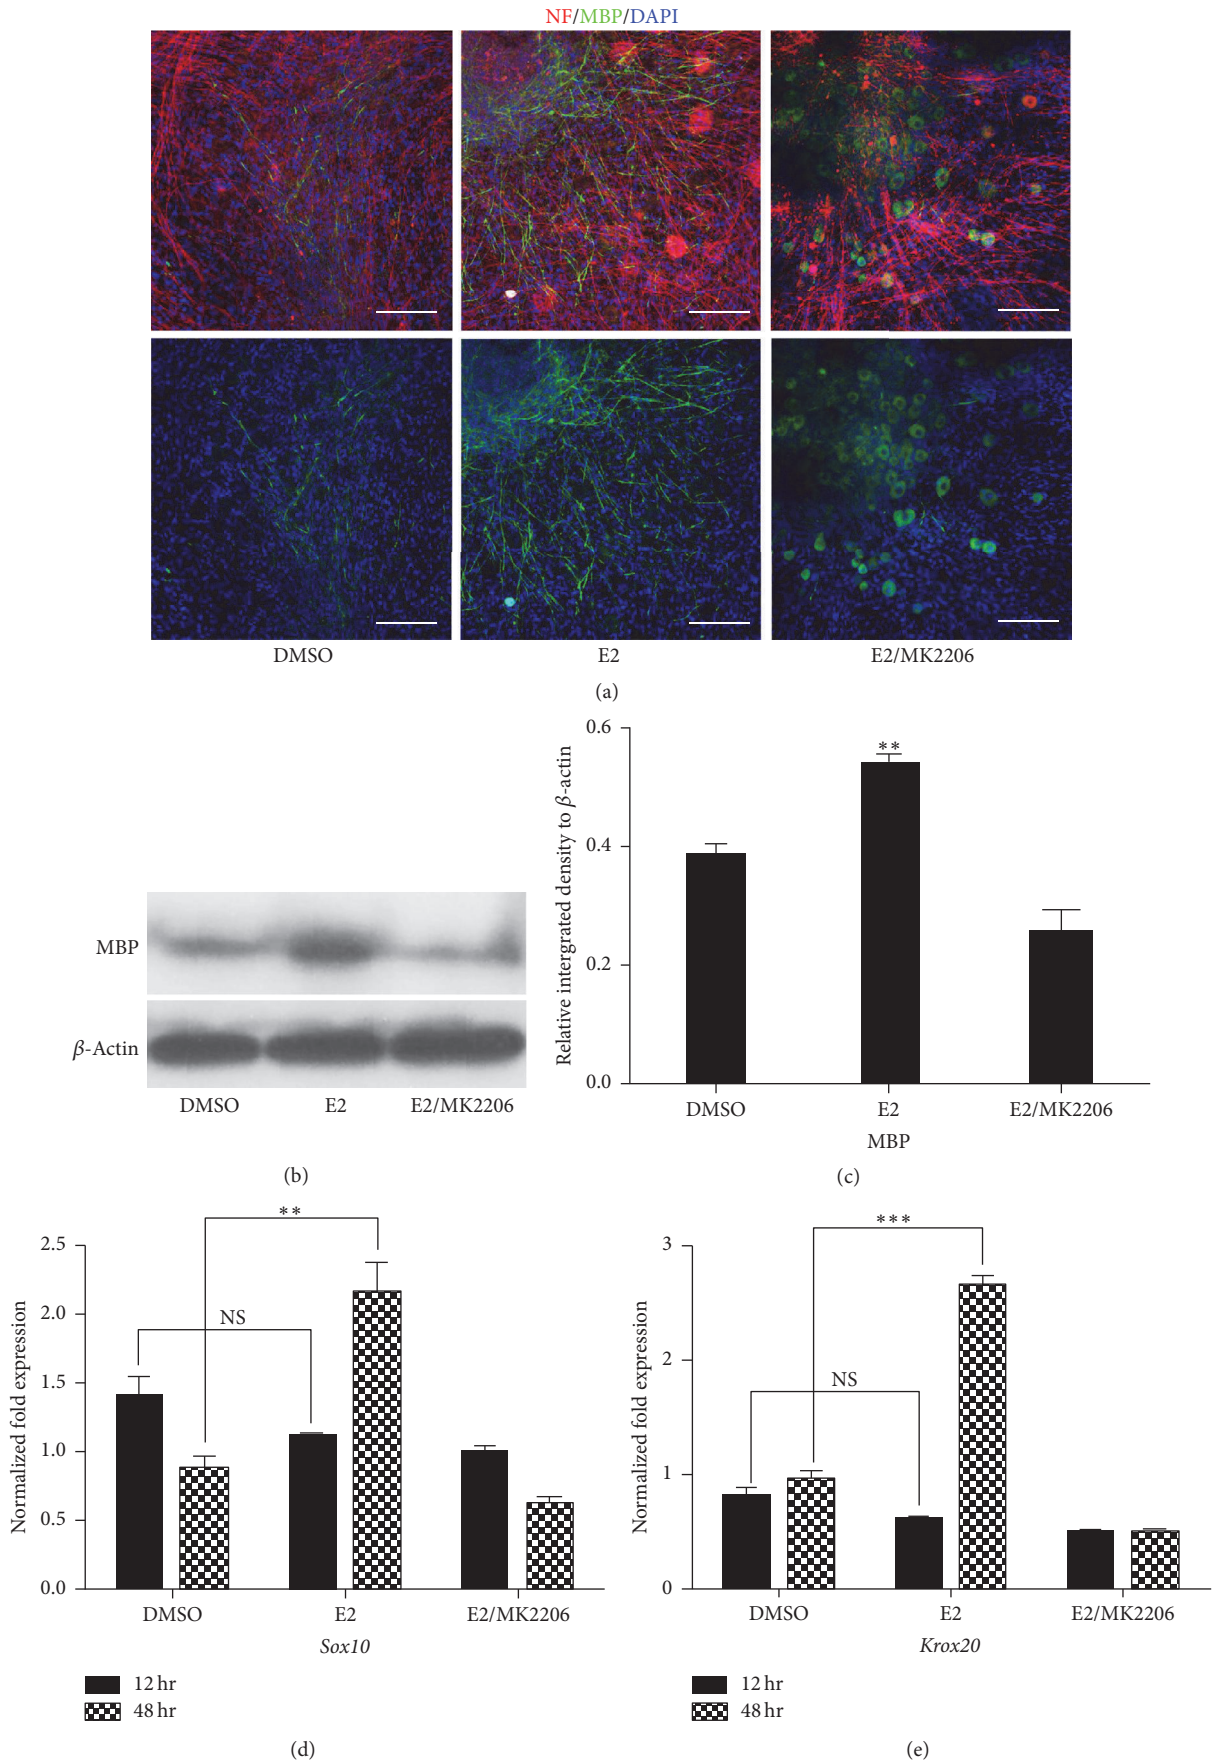 NF/MBP/DAPI
DMSO
E2
E2/MK2206
(a)
MBP
β-Actin
DMSO
E2
E2/MK2206
(b)
Relative intergrated density to β-actin
0.6
0.4
0.2
0.0
**
DMSO
E2
E2/MK2206
MBP
(c)
Normalized fold expression
2.5
2.0
1.5
1.0
0.5
0.0
**
NS
DMSO
E2
E2/MK2206
Sox10
12 hr
48 hr
(d)
Normalized fold expression
3
2
1
0
***
NS
DMSO
E2
E2/MK2206
Krox20
12 hr
48 hr
(e)